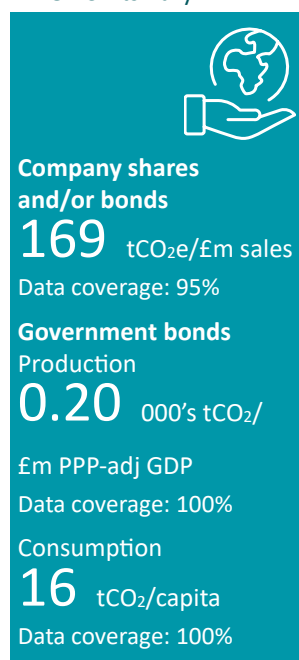 Company shares
and/or bonds
169 tCO₂e/£m sales
Data coverage: 95%
Government bonds
Production
0.20 000’s tCO₂/
£m PPP-adj GDP
Data coverage: 100%
Consumption
16 tCO₂/capita
Data coverage: 100%